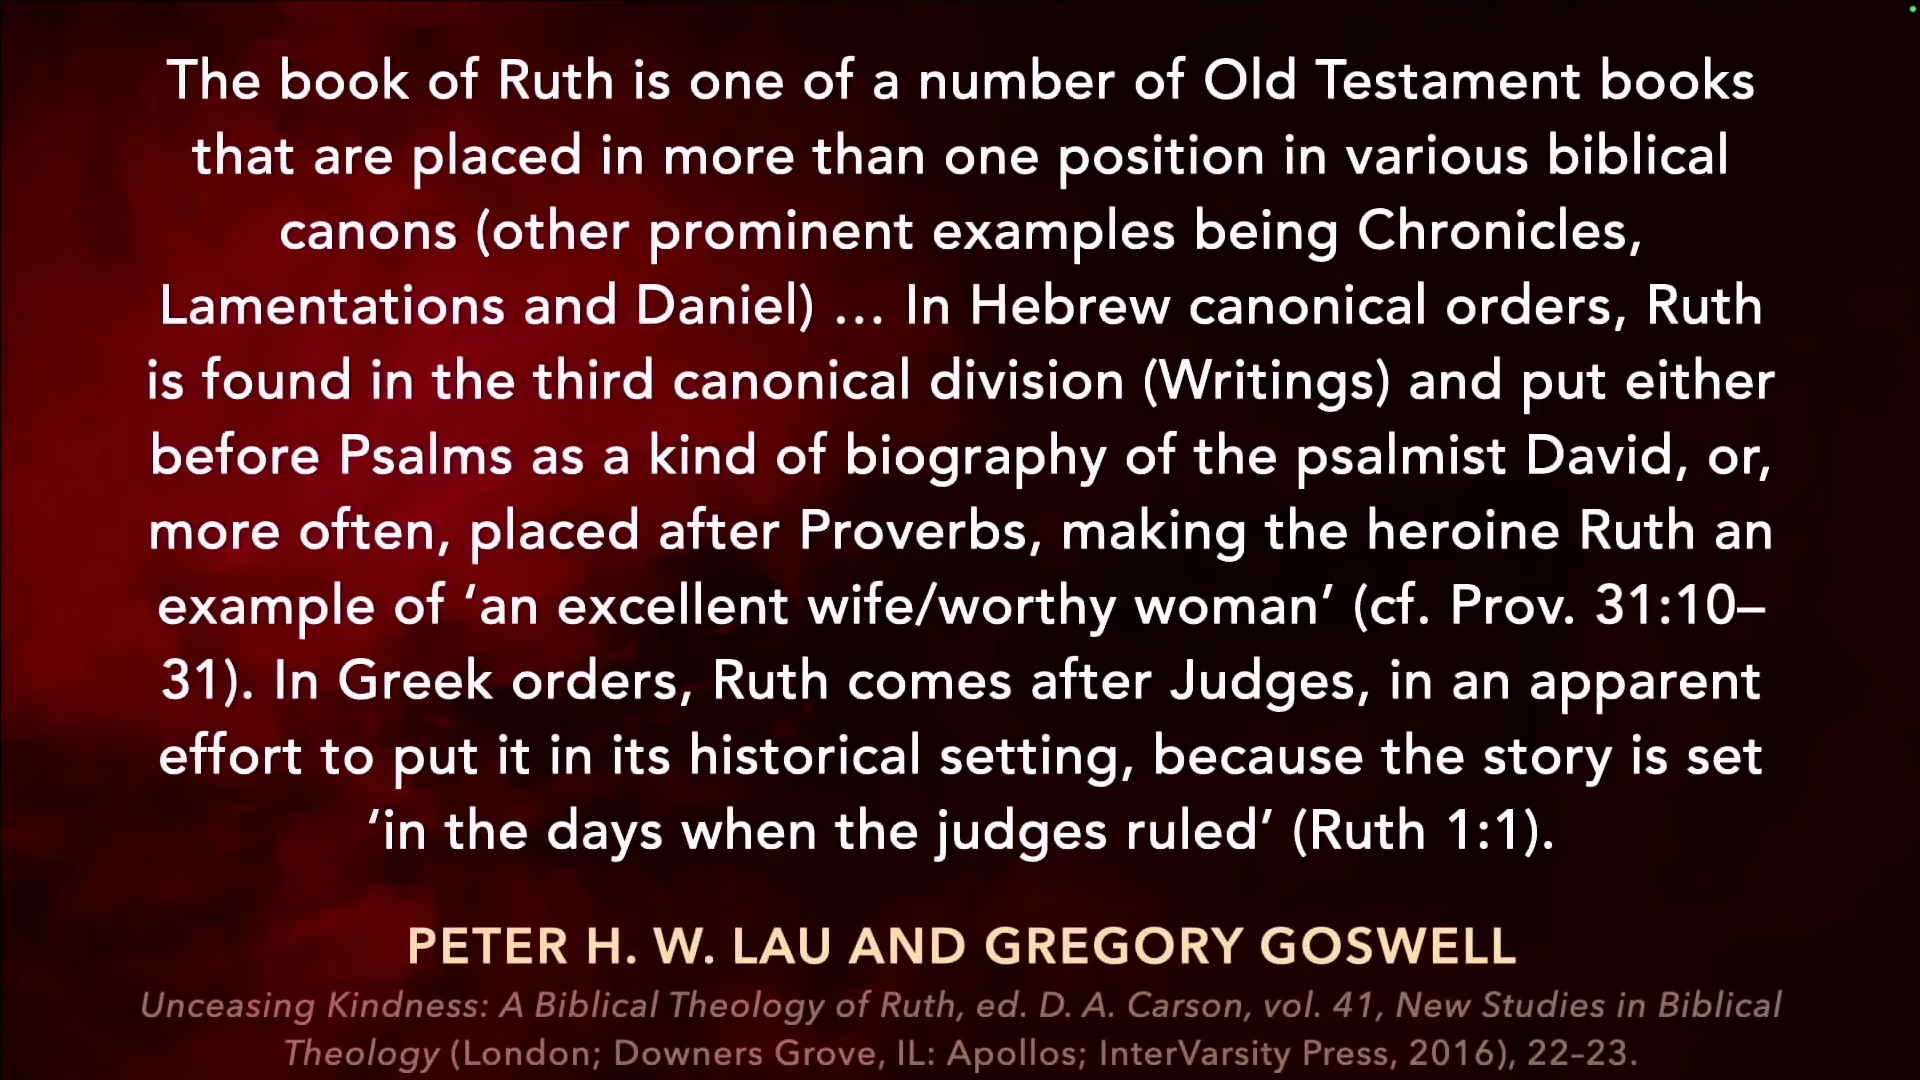 The book of Ruth is one of a number of Old Testament books
that are placed in more than one position in various biblical
canons (other prominent examples being Chronicles,
Lamentations and Daniel) … In Hebrew canonical orders, Ruth
is found in the third canonical division (Writings) and put either
before Psalms as a kind of biography of the psalmist David, or,
more often, placed after Proverbs, making the heroine Ruth an
example of ‘an excellent wife/worthy woman’ (cf. Prov. 31:10–
31). In Greek orders, Ruth comes after Judges, in an apparent
effort to put it in its historical setting, because the story is set
‘in the days when the judges ruled’ (Ruth 1:1).
PETER H. W. LAU AND GREGORY GOSWELL
Unceasing Kindness: A Biblical Theology of Ruth, ed. D. A. Carson, vol. 41, New Studies in Biblical
Theology (London; Downers Grove, IL: Apollos; InterVarsity Press, 2016), 22–23.